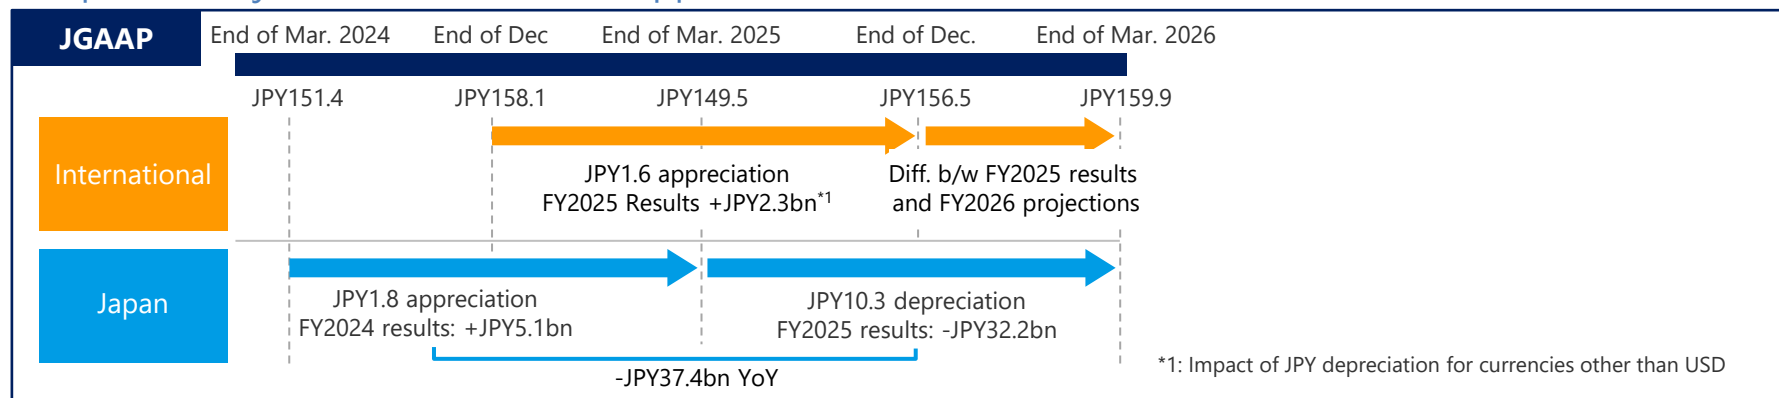 JGAAP
End of Mar. 2024
End of Dec
End of Mar. 2025
End of Dec.
End of Mar. 2026
JPY151.4
JPY158.1
JPY149.5
JPY156.5
JPY159.9
International
JPY1.6 appreciation
FY2025 Results +JPY2.3bn*1
Diff. b/w FY2025 results
and FY2026 projections
Japan
JPY1.8 appreciation
FY2024 results: +JPY5.1bn
JPY10.3 depreciation
FY2025 results: -JPY32.2bn
-JPY37.4bn YoY
*1: Impact of JPY depreciation for currencies other than USD